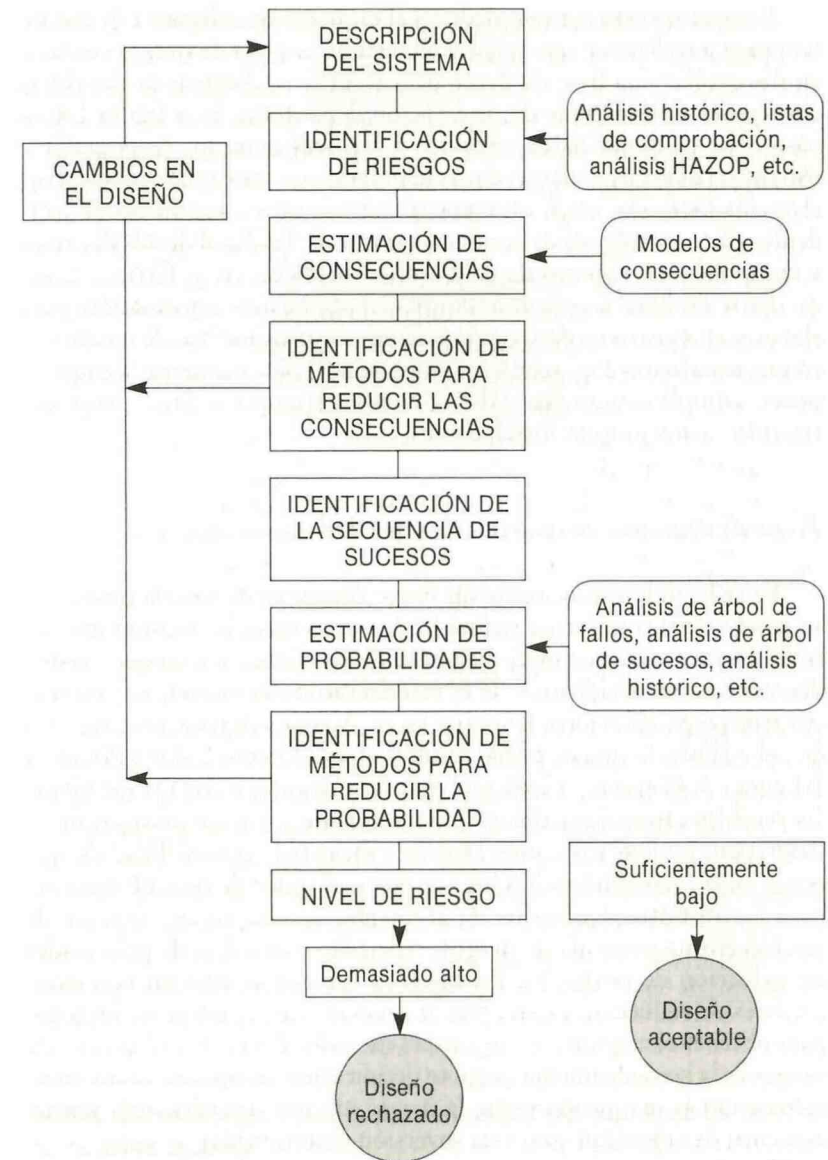 DESCRIPCIÓN
DEL SISTEMA
IDENTIFICACIÓN
DE RIESGOS
Análisis histórico, listas
de comprobación,
análisis HAZOP, etc.
CAMBIOS EN
EL DISEÑO
ESTIMACIÓN DE
CONSECUENCIAS
Modelos de
consecuencias
IDENTIFICACIÓN DE
MÉTODOS PARA
REDUCIR LAS
CONSECUENCIAS
IDENTIFICACIÓN DE
LA SECUENCIA DE
SUCESOS
ESTIMACIÓN DE
PROBABILIDADES
Análisis de árbol de
fallos, análisis de árbol
de sucesos, análisis
histórico, etc.
IDENTIFICACIÓN DE
MÉTODOS PARA
REDUCIR LA
PROBABILIDAD
NIVEL DE RIESGO
Suficientemente
bajo
Demasiado alto
Diseño
aceptable
Diseño
rechazado